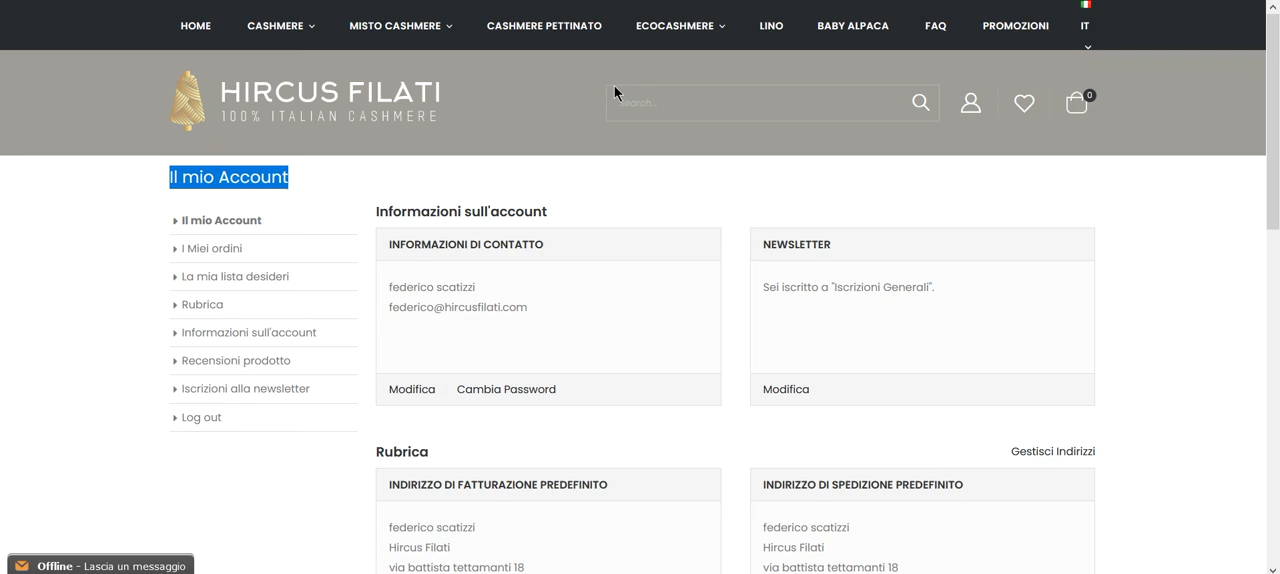 HOME CASHMERE MISTO CASHMERE CASHMERE PETTINATO ECOCASHMERE LINO BABY ALPACA FAQ PROMOZIONI IT
HIRCUS FILATI
100% ITALIAN CASHMERE
Search...
0
Il mio Account
Il mio Account
I Miei ordini
La mia lista desideri
Rubrica
Informazioni sull'account
Recensioni prodotto
Iscrizioni alla newsletter
Log out
Informazioni sull'account
INFORMAZIONI DI CONTATTO
federico scatizzi
federico@hircusfilati.com
Modifica Cambia Password
NEWSLETTER
Sei iscritto a "Iscrizioni Generali".
Modifica
Rubrica
Gestisci Indirizzi
INDIRIZZO DI FATTURAZIONE PREDEFINITO
federico scatizzi
Hircus Filati
via battista tettamanti 18
INDIRIZZO DI SPEDIZIONE PREDEFINITO
federico scatizzi
Hircus Filati
via battista tettamanti 18
Offline - Lascia un messaggio